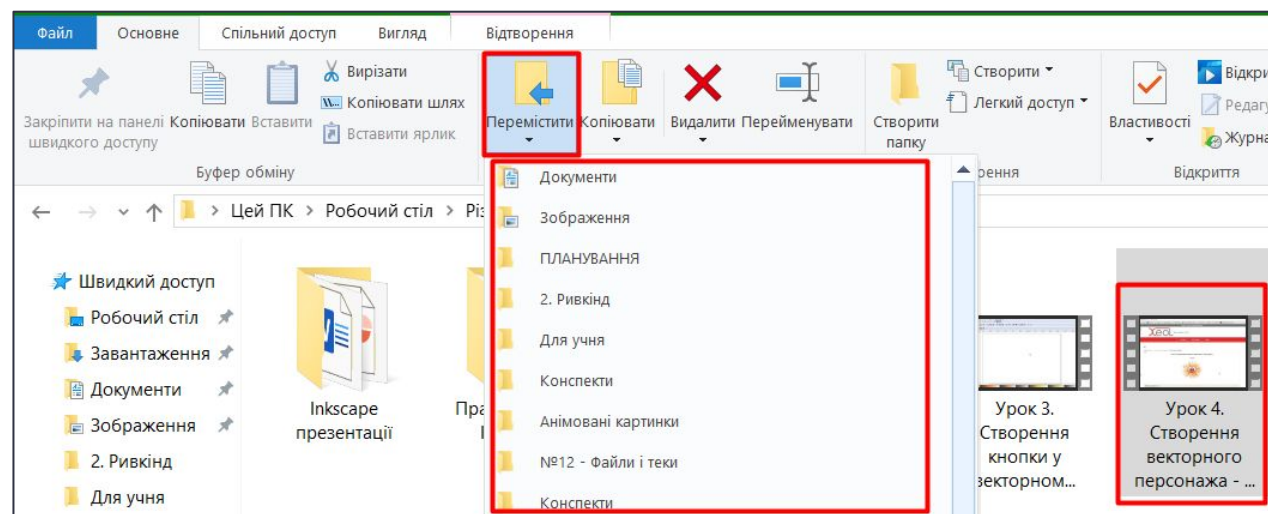 Файл Основне Спільний доступ Вигляд Відтворення
Закріпити на панелі швидкого доступу
Копіювати
Вставити
Вирізати
Копіювати шлях
Вставити ярлик
Буфер обміну
Перемістити
Копіювати
Видалити
Перейменувати
Створити папку
Створити
Легкий доступ
Властивості
Відкриття
Цей ПК > Робочий стіл >
Швидкий доступ
Робочий стіл
Завантаження
Документи
Зображення
2. Ривкінд
Для учня
Inkscape
презентації
Документи
Зображення
ПЛАНУВАННЯ
2. Ривкінд
Для учня
Конспекти
Анімовані картинки
№12 - Файли і теки
Конспекти
Урок 3.
Створення
кнопки у
векторном...
Урок 4.
Створення
векторного
персонажа - ...